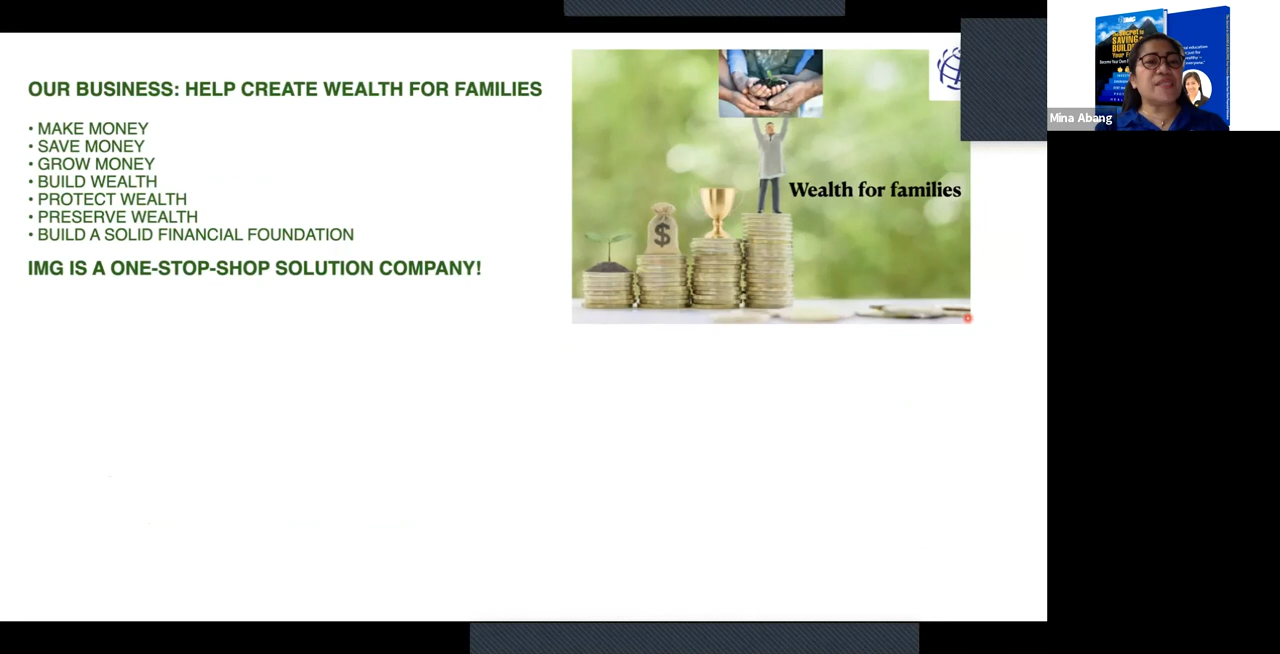 OUR BUSINESS: HELP CREATE WEALTH FOR FAMILIES
• MAKE MONEY
• SAVE MONEY
• GROW MONEY
• BUILD WEALTH
• PROTECT WEALTH
• PRESERVE WEALTH
• BUILD A SOLID FINANCIAL FOUNDATION
IMG IS A ONE-STOP-SHOP SOLUTION COMPANY!
Wealth for families
$
IMG
Mina Abang